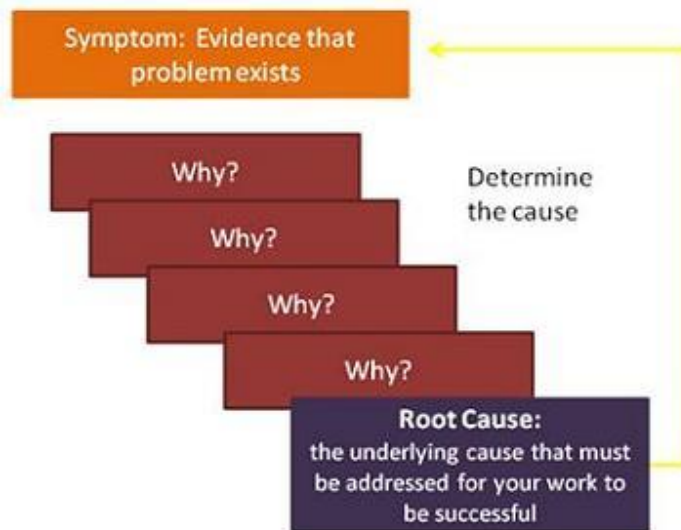 Symptom: Evidence that
problem exists
Why?
Determine
the cause
Why?
Why?
Why?
Root Cause:
the underlying cause that must
be addressed for your work to
be successful